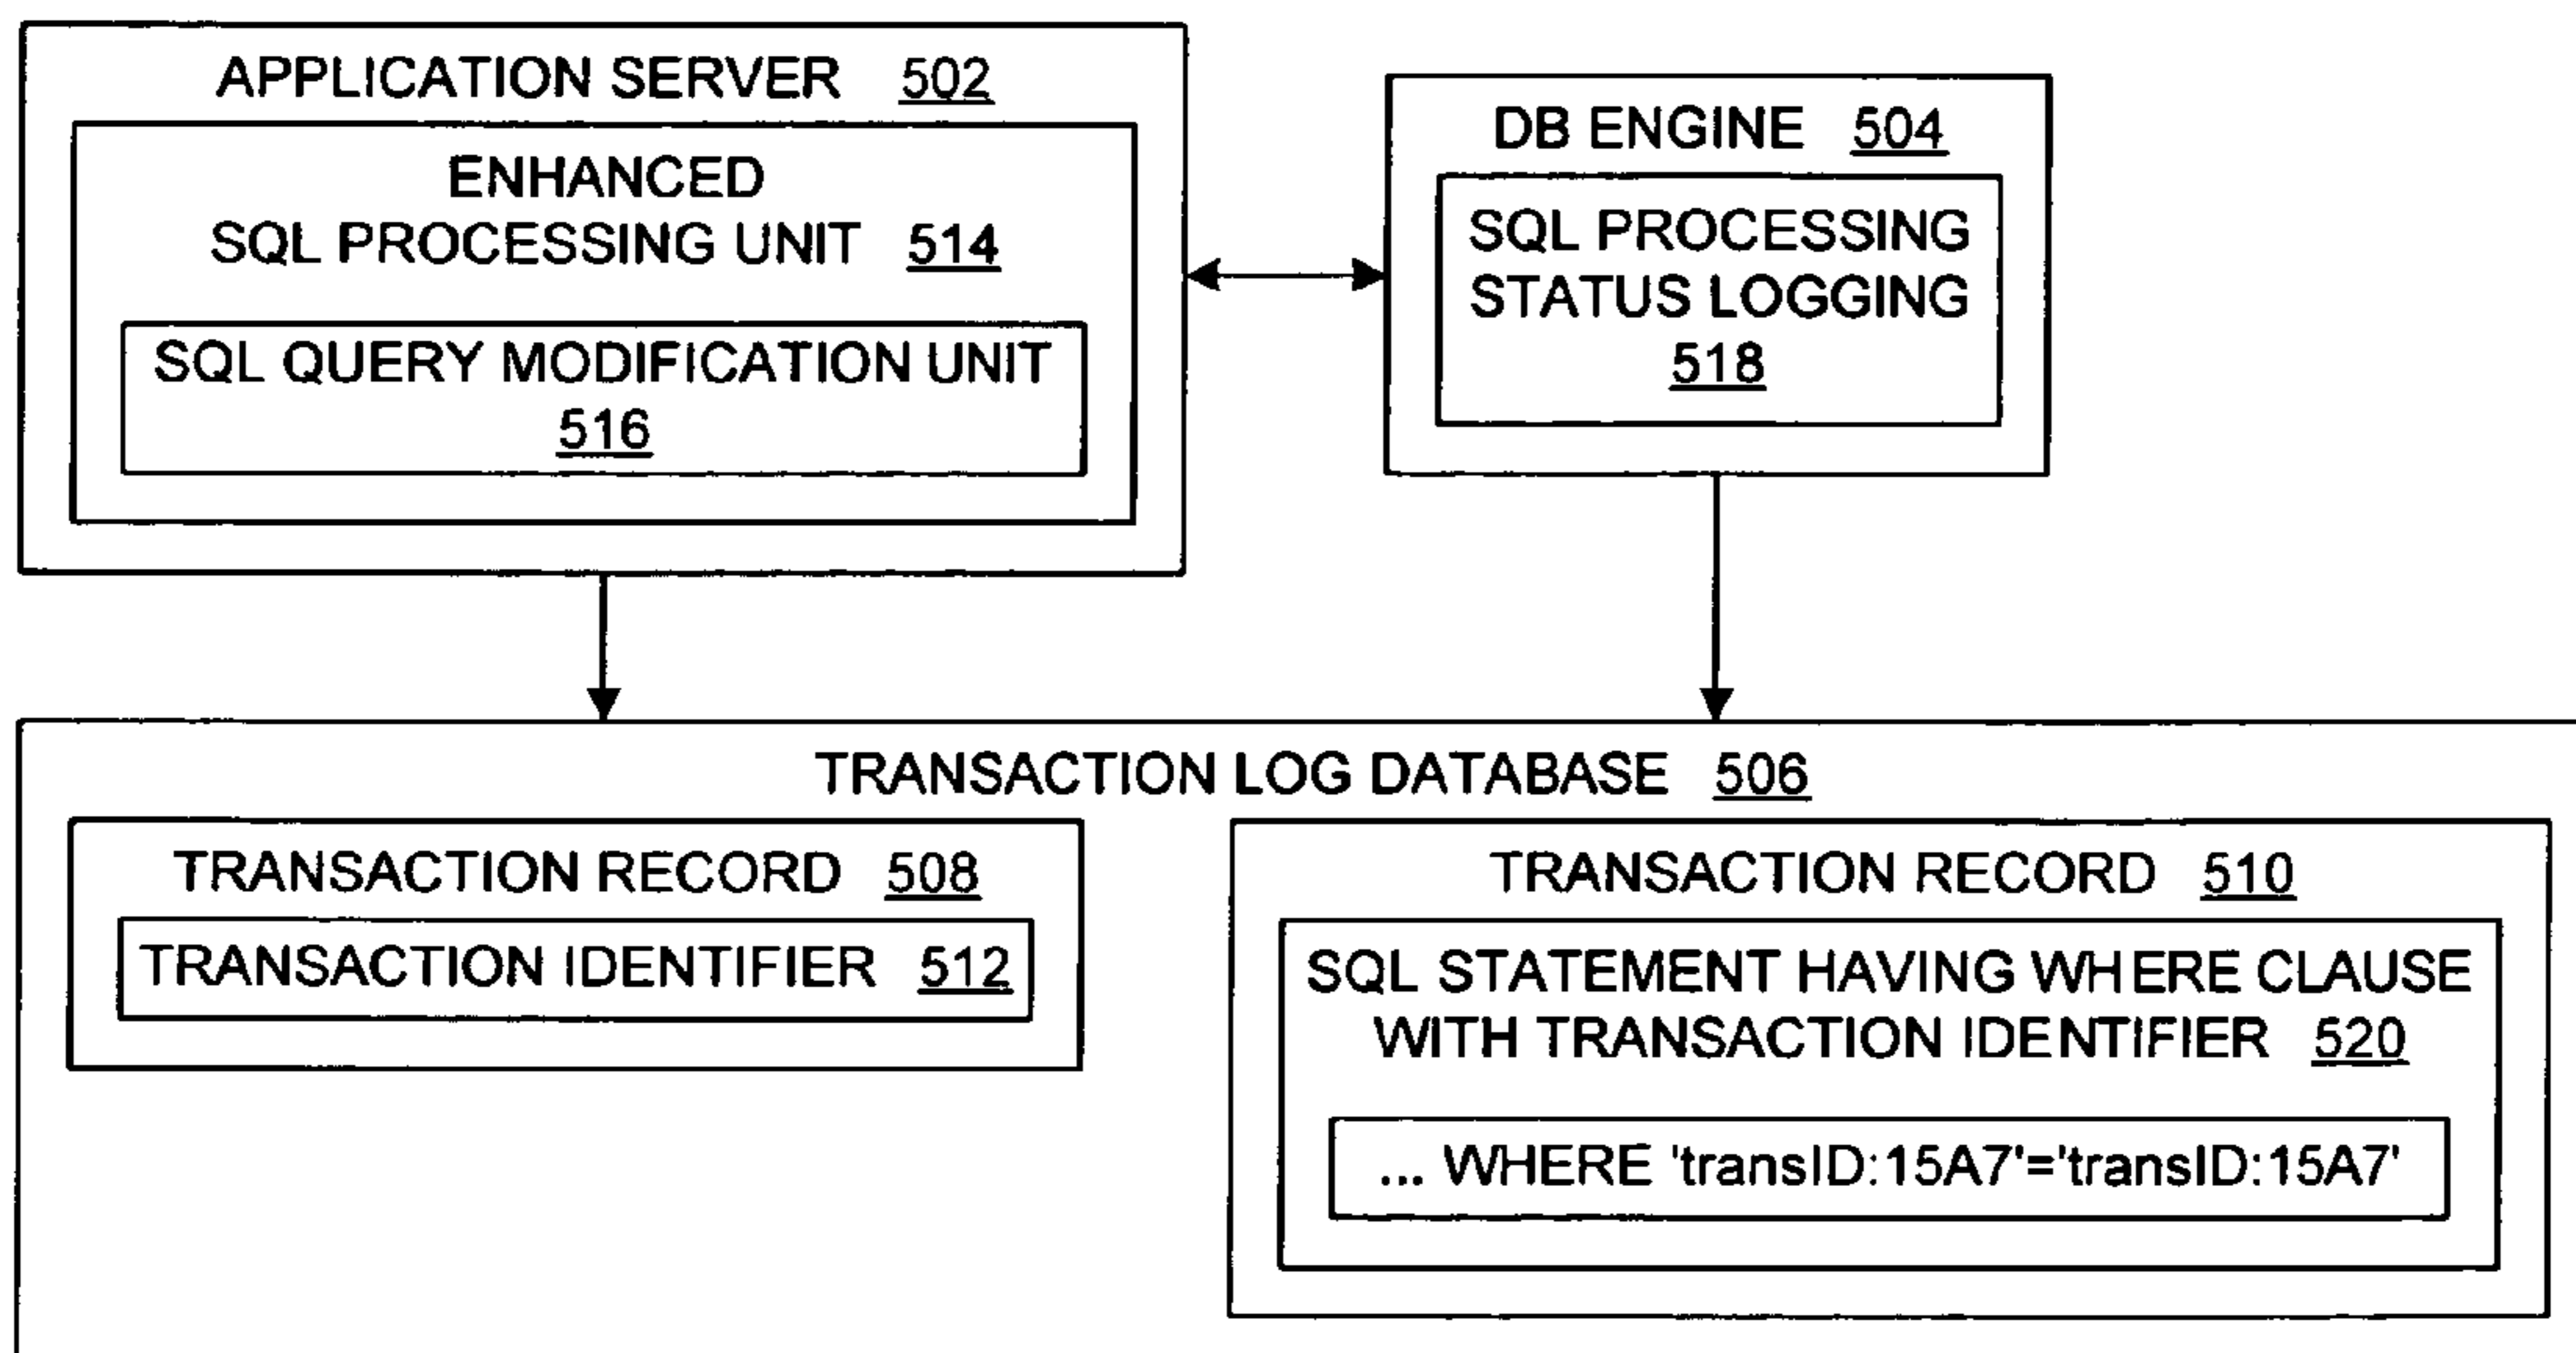 APPLICATION SERVER 502
ENHANCED
SQL PROCESSING UNIT 514
SQL QUERY MODIFICATION UNIT
516
DB ENGINE 504
SQL PROCESSING
STATUS LOGGING
518
TRANSACTION LOG DATABASE 506
TRANSACTION RECORD 508
TRANSACTION IDENTIFIER 512
TRANSACTION RECORD 510
SQL STATEMENT HAVING WHERE CLAUSE
WITH TRANSACTION IDENTIFIER 520
... WHERE 'transID:15A7'='transID:15A7'